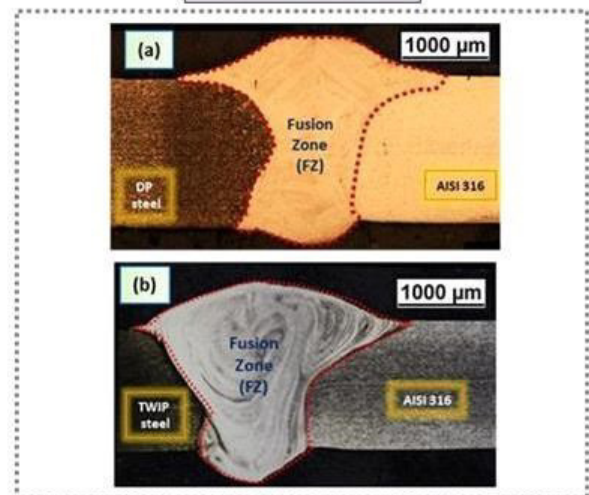 (a)
1000 µm
Fusion
Zone
(FZ)
DP
steel
AISI 316
(b)
1000 µm
Fusion
Zone
(FZ)
TWIP
steel
AISI 316